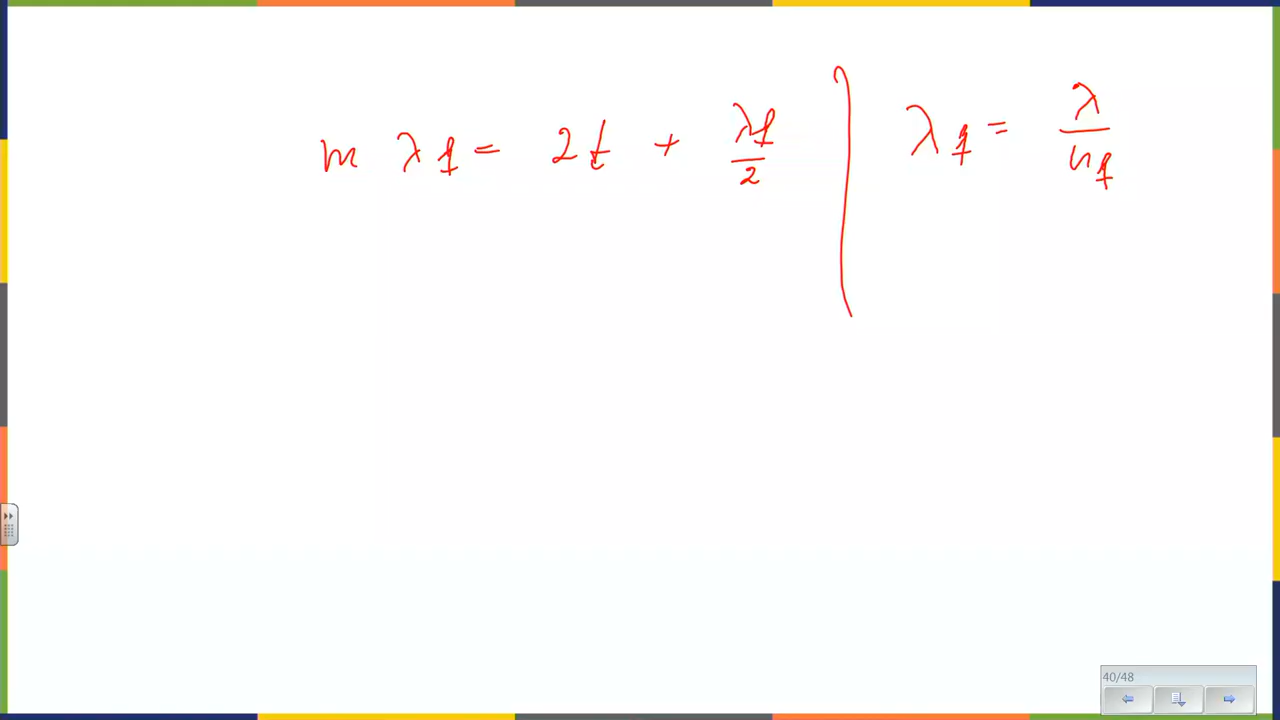 m λf = 2t + λf/2 | λf = λ/nf
40/48